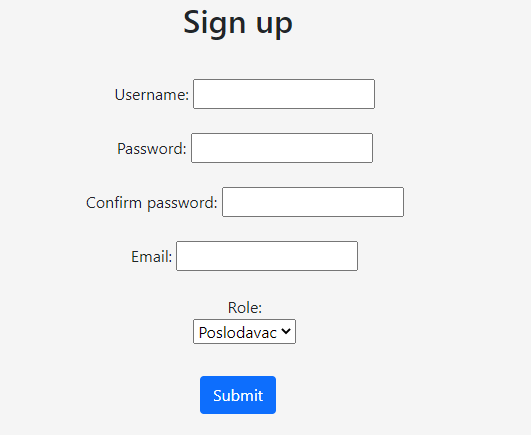 Sign up
Username:
Password:
Confirm password:
Email:
Role:
Poslodavac
Submit